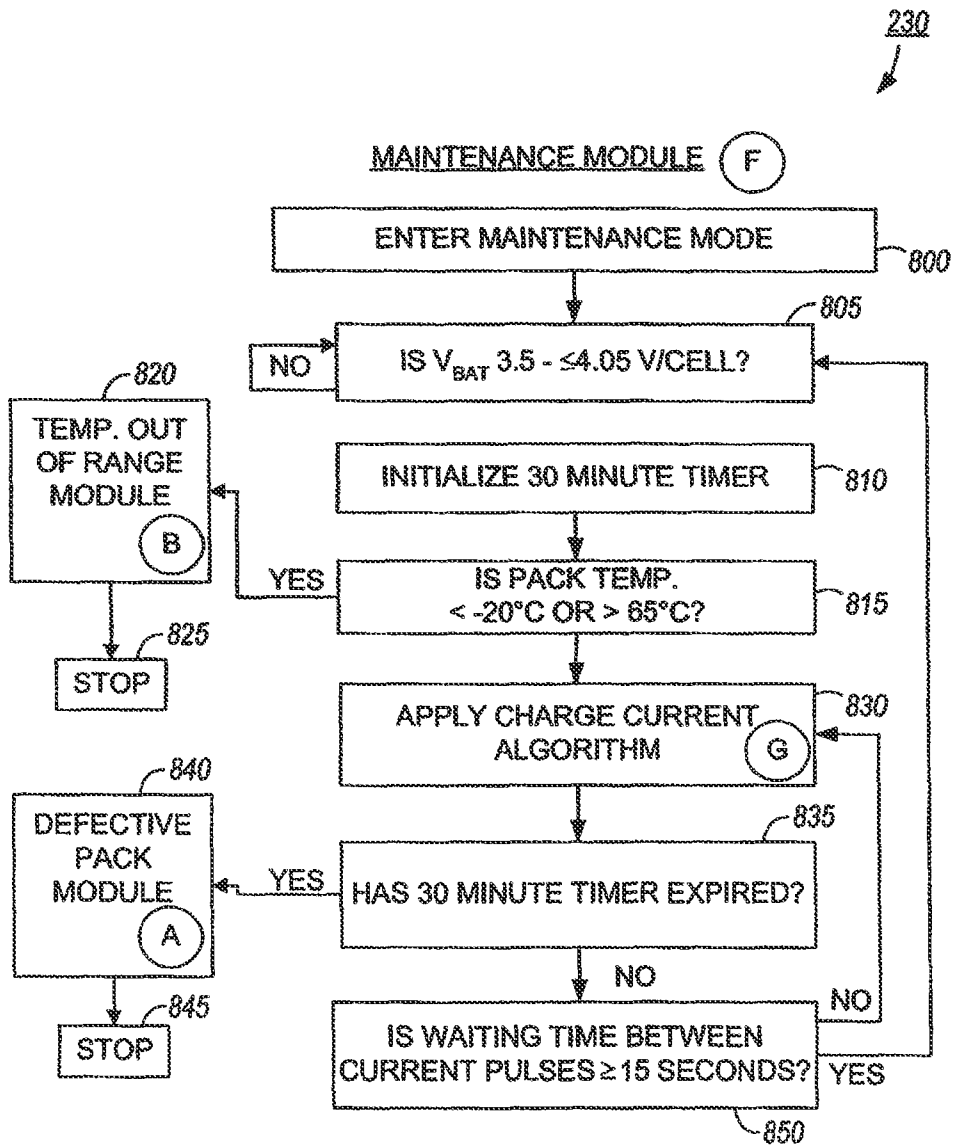 230
MAINTENANCE MODULE F
ENTER MAINTENANCE MODE
800
805
IS VBAT 3.5 - ≤4.05 V/CELL?
NO
820
TEMP. OUT
OF RANGE
MODULE
B
INITIALIZE 30 MINUTE TIMER
810
YES
IS PACK TEMP.
< -20°C OR > 65°C?
815
825
STOP
APPLY CHARGE CURRENT
ALGORITHM
G
830
840
DEFECTIVE
PACK
MODULE
A
835
YES
HAS 30 MINUTE TIMER EXPIRED?
NO
845
STOP
IS WAITING TIME BETWEEN
CURRENT PULSES ≥ 15 SECONDS?
NO
YES
850